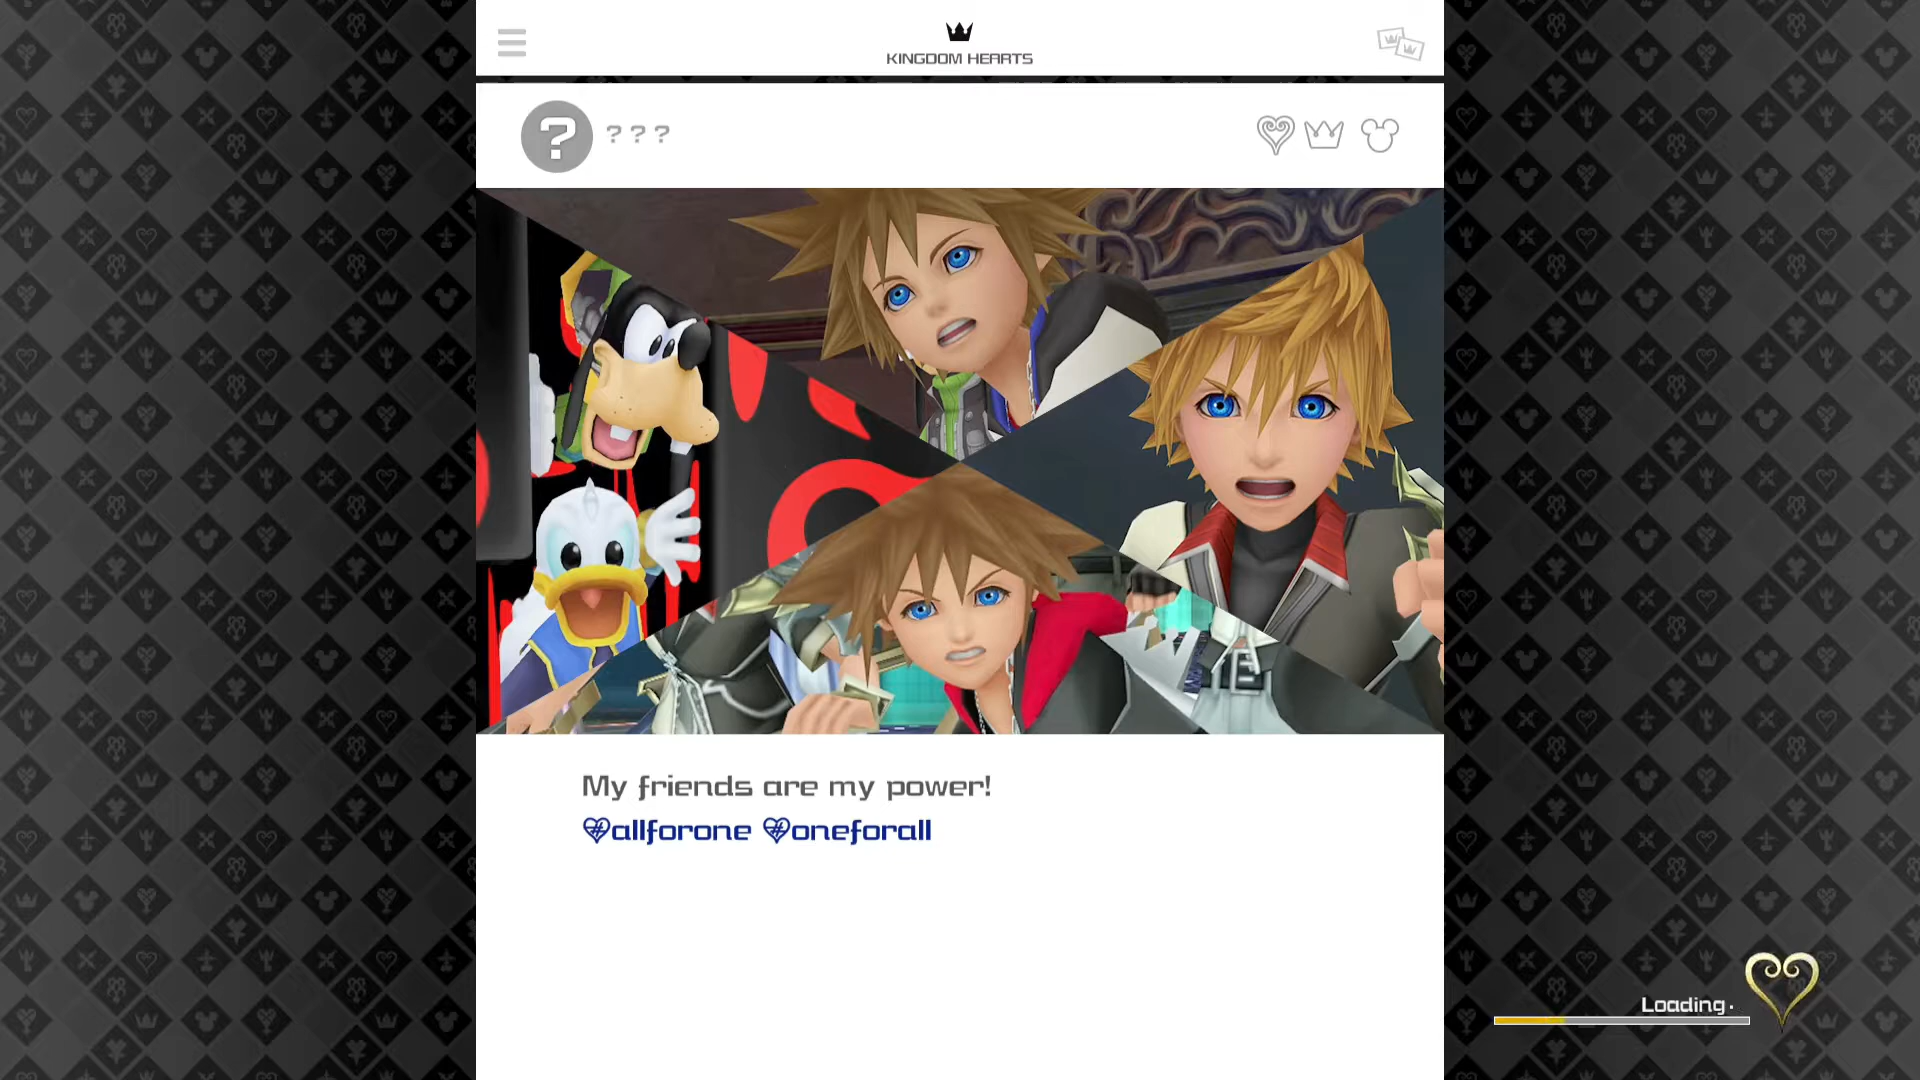 KINGDOM HEARTS
? ???
My friends are my power!
#allforone #oneforall
Loading.